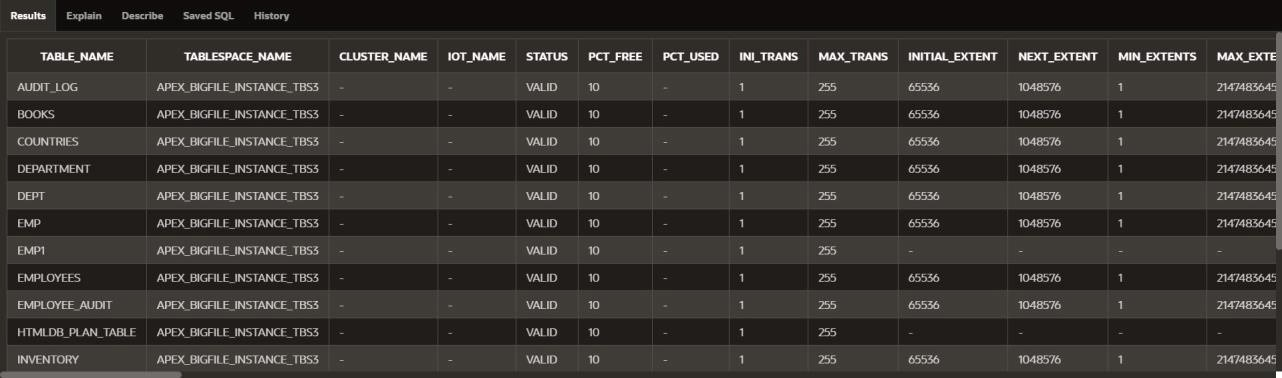 Results Explain Describe Saved SQL History
TABLE_NAME TABLESPACE_NAME CLUSTER_NAME IOT_NAME STATUS PCT_FREE PCT_USED INI_TRANS MAX_TRANS INITIAL_EXTENT NEXT_EXTENT MIN_EXTENTS MAX_EXTE
AUDIT_LOG APEX_BIGFILE_INSTANCE_TBS3 - - VALID 10 - 1 255 65536 1048576 1 2147483645
BOOKS APEX_BIGFILE_INSTANCE_TBS3 - - VALID 10 - 1 255 65536 1048576 1 2147483645
COUNTRIES APEX_BIGFILE_INSTANCE_TBS3 - - VALID 10 - 1 255 65536 1048576 1 2147483645
DEPARTMENT APEX_BIGFILE_INSTANCE_TBS3 - - VALID 10 - 1 255 65536 1048576 1 2147483645
DEPT APEX_BIGFILE_INSTANCE_TBS3 - - VALID 10 - 1 255 65536 1048576 1 2147483645
EMP APEX_BIGFILE_INSTANCE_TBS3 - - VALID 10 - 1 255 65536 1048576 1 2147483645
EMP1 APEX_BIGFILE_INSTANCE_TBS3 - - VALID 10 - 1 255 - - - -
EMPLOYEES APEX_BIGFILE_INSTANCE_TBS3 - - VALID 10 - 1 255 65536 1048576 1 2147483645
EMPLOYEE_AUDIT APEX_BIGFILE_INSTANCE_TBS3 - - VALID 10 - 1 255 65536 1048576 1 2147483645
HTMLDB_PLAN_TABLE APEX_BIGFILE_INSTANCE_TBS3 - - VALID 10 - 1 255 - - - -
INVENTORY APEX_BIGFILE_INSTANCE_TBS3 - - VALID 10 - 1 255 65536 1048576 1 2147483645